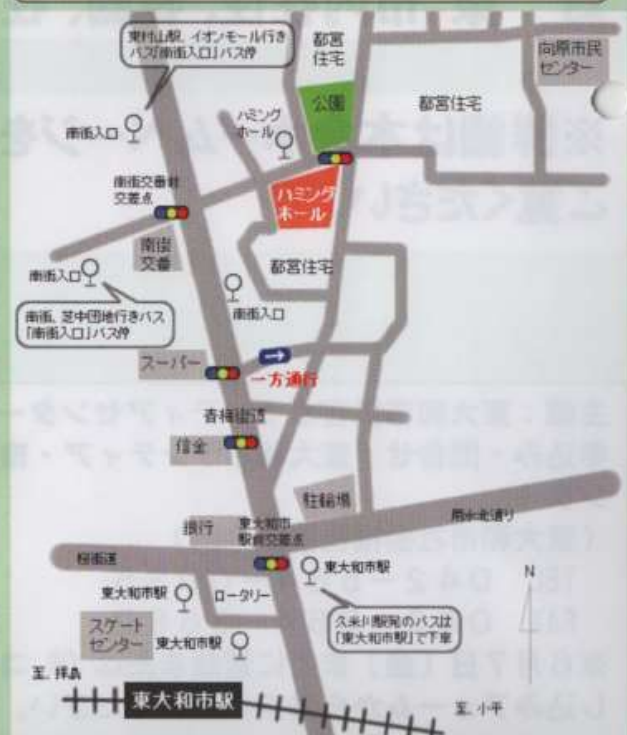 東村山駅、イオンモール行き
バス「南街入口」バス停
都営
住宅
向原市民
センター
公園
都営住宅
ハミング
ホール
南街入口
南街交番前
交差点
ハミング
ホール
南街
交番
都営住宅
南街入口
南街入口
南街、芝中団地行きバス
「南街入口」バス停
スーパー
一方通行
青梅街道
信金
駐輪場
用水北通り
銀行
東大和市
駅前交差点
桜街道
東大和市駅
東大和市駅
ロータリー
N
久米川駅発のバスは
「東大和市駅」で下車
スケート
センター
東大和市駅
至.拝島
東大和市駅
至.小平